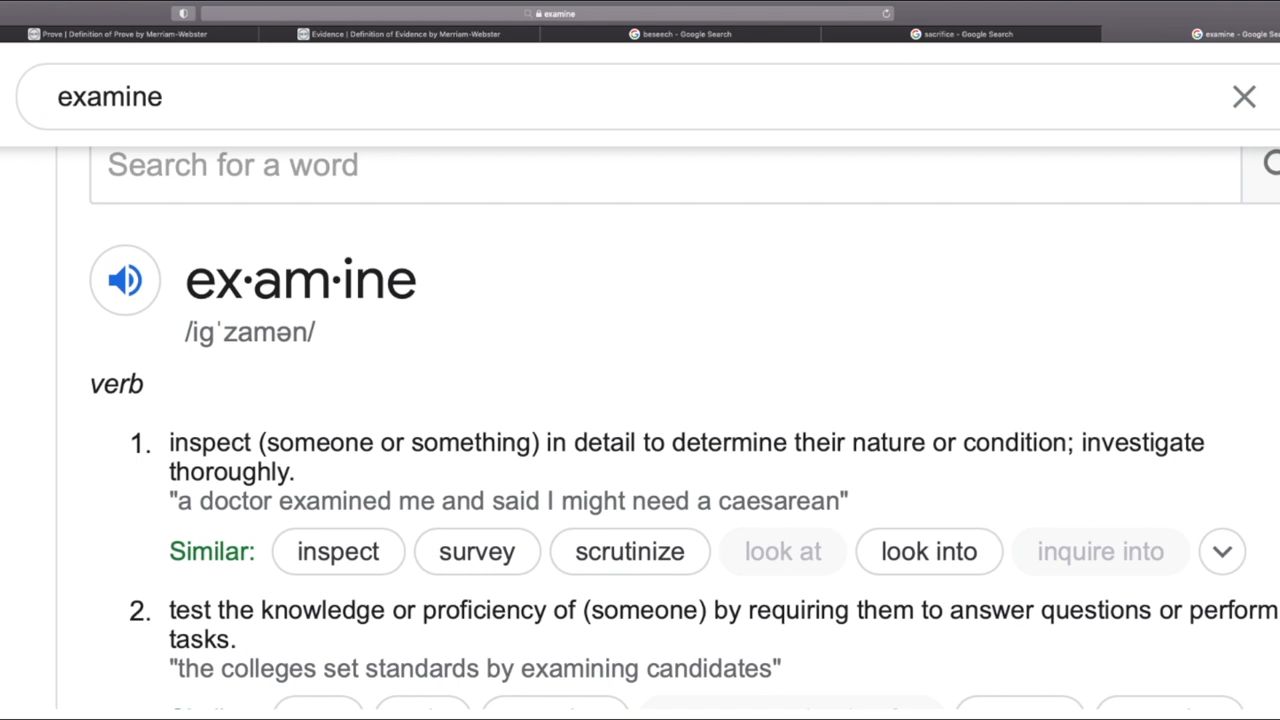 examine
Prove | Definition of Prove by Merriam-Webster
Evidence | Definition of Evidence by Merriam-Webster
beseech - Google Search
sacrifice - Google Search
examine - Google Sea
examine
Search for a word
ex·am·ine
/igˈzamən/
verb
1. inspect (someone or something) in detail to determine their nature or condition; investigate
thoroughly.
"a doctor examined me and said I might need a caesarean"
Similar: inspect survey scrutinize look at look into inquire into
2. test the knowledge or proficiency of (someone) by requiring them to answer questions or perform
tasks.
"the colleges set standards by examining candidates"